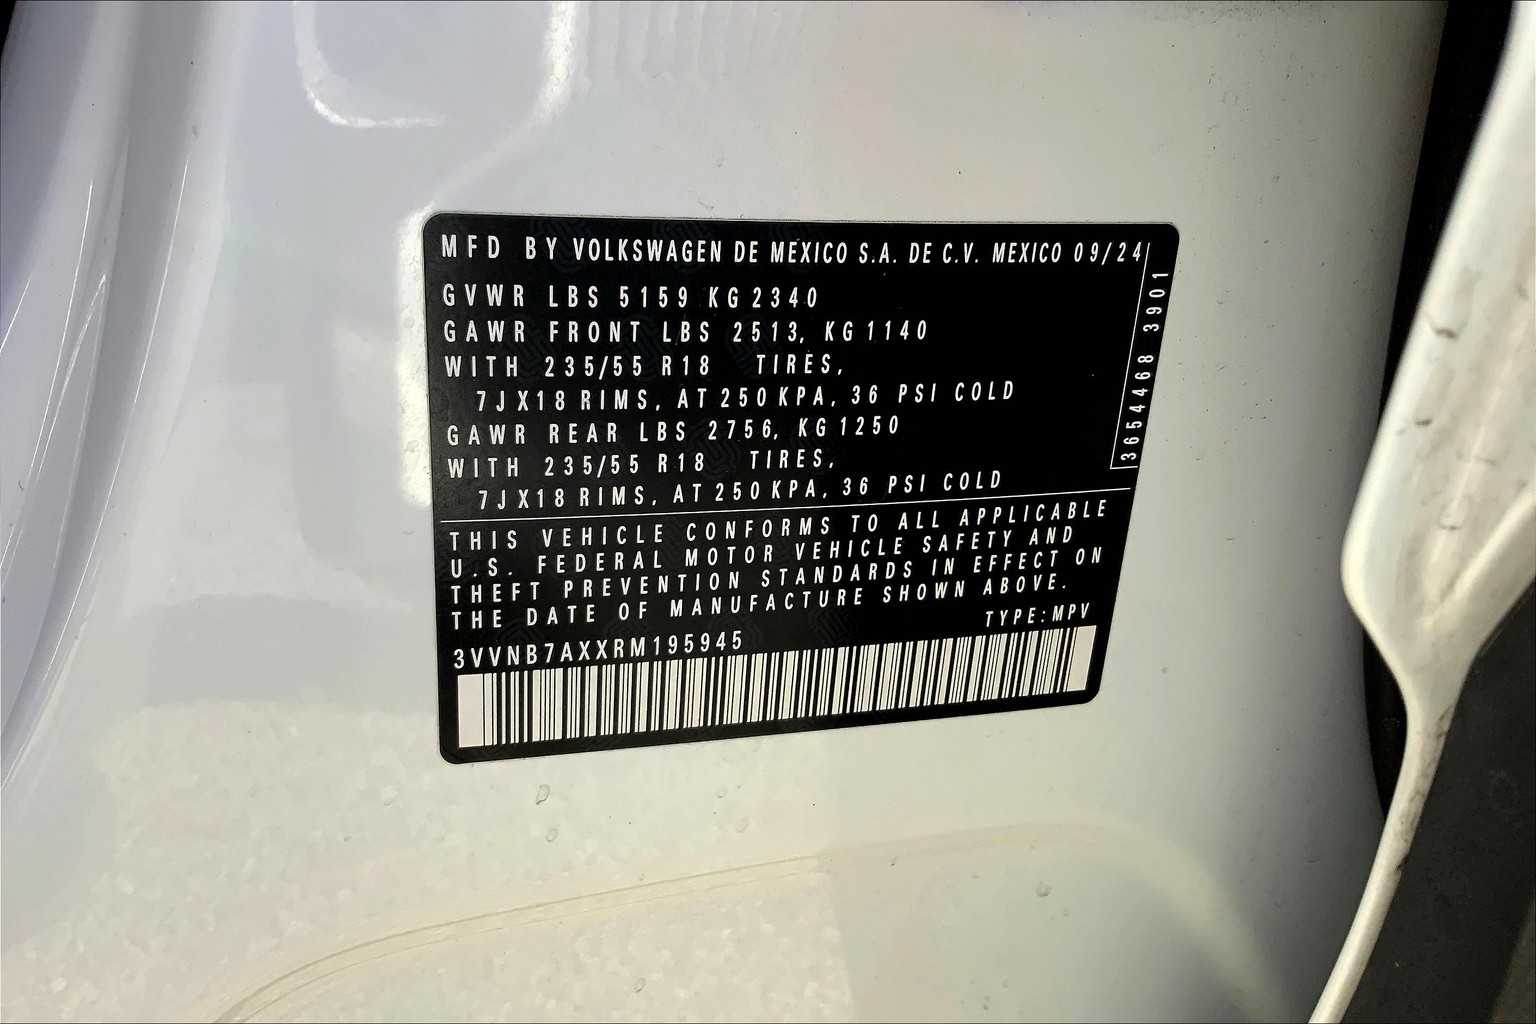 MFD BY VOLKSWAGEN DE MEXICO S.A. DE C.V. MEXICO 09/24
GVWR LBS 5159 KG 2340
GAWR FRONT LBS 2513, KG 1140
WITH 235/55 R18 TIRES,
7J X18 RIMS, AT 250 KPA, 36 PSI COLD
GAWR REAR LBS 2756, KG 1250
WITH 235/55 R18 TIRES,
7J X18 RIMS, AT 250 KPA, 36 PSI COLD
3654468 3901
THIS VEHICLE CONFORMS TO ALL APPLICABLE
U.S. FEDERAL MOTOR VEHICLE SAFETY AND
THEFT PREVENTION STANDARDS IN EFFECT ON
THE DATE OF MANUFACTURE SHOWN ABOVE.
TYPE:MPV
3VVNB7AXXRM195945